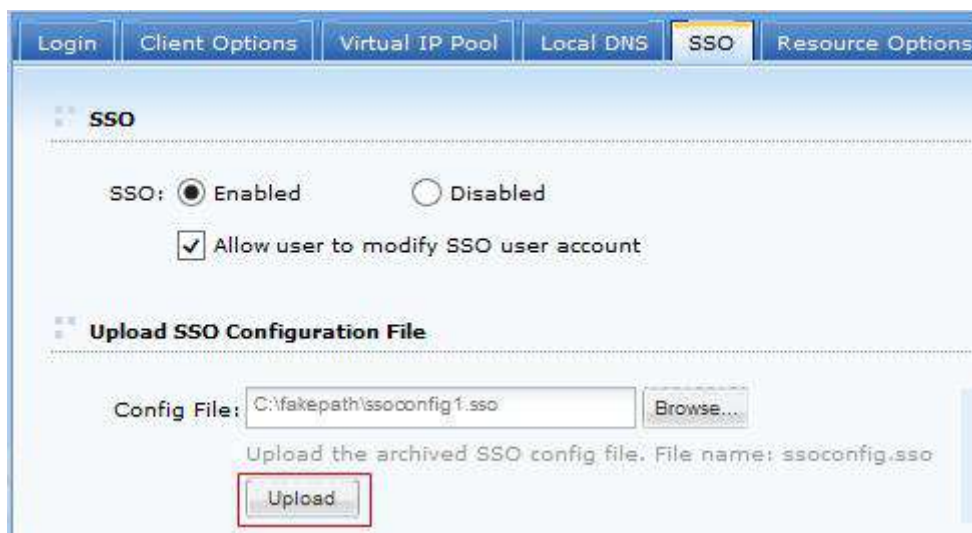 Login Client Options Virtual IP Pool Local DNS SSO Resource Options
SSO
SSO: Enabled Disabled
Allow user to modify SSO user account
Upload SSO Configuration File
Config File: C:\fakepath\ssoconfig1.sso Browse...
Upload the archived SSO config file. File name: ssoconfig.sso
Upload